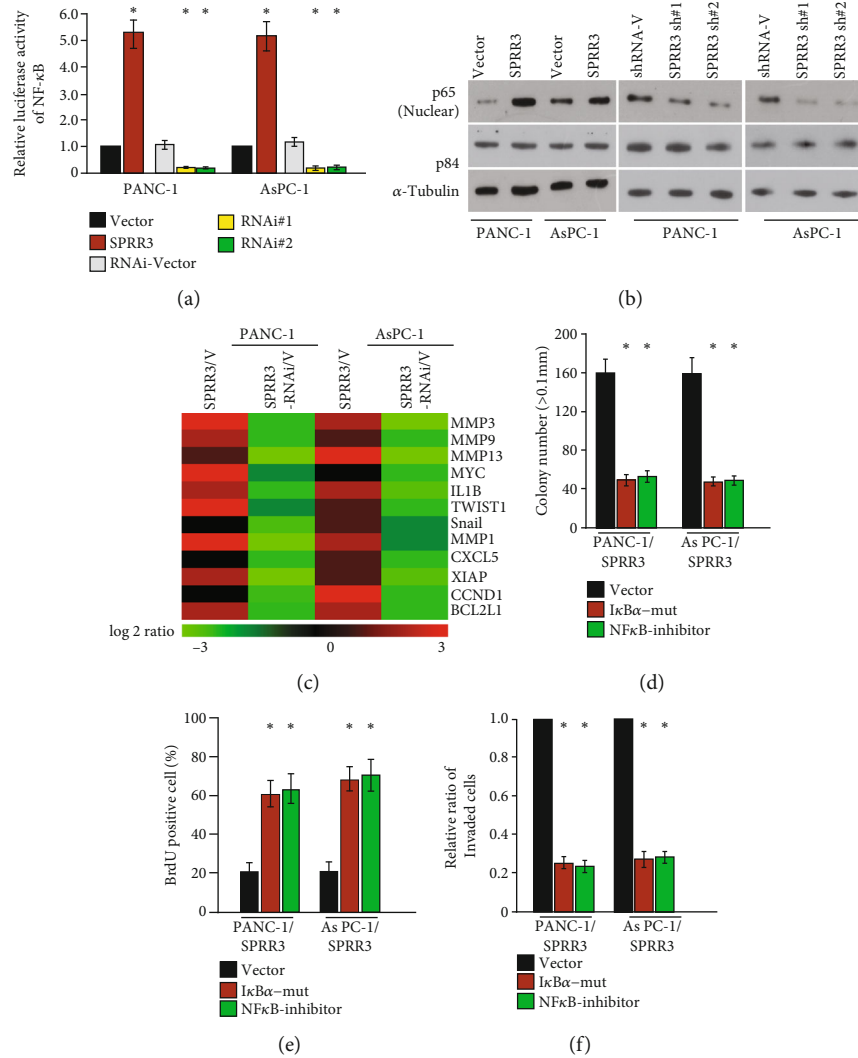 Relative luciferase activity
of NF-κB
6.0
5.0
4.0
3.0
2.0
1.0
0
* * * * * *
PANC-1 AsPC-1
Vector
SPRR3
RNAi-Vector
RNAi#1
RNAi#2
(a)
Vector
SPRR3
Vector
SPRR3
shRNA-V
SPRR3 sh#1
SPRR3 sh#2
shRNA-V
SPRR3 sh#1
SPRR3 sh#2
p65
(Nuclear)
p84
α-Tubulin
PANC-1 AsPC-1 PANC-1 AsPC-1
(b)
PANC-1 AsPC-1
SPRR3/V
SPRR3
-RNAi/V
SPRR3/V
SPRR3
-RNAi/V
MMP3
MMP9
MMP13
MYC
IL1B
TWIST1
Snail
MMP1
CXCL5
XIAP
CCND1
BCL2L1
log 2 ratio
−3 0 3
(c)
Colony number (>0.1mm)
160
120
80
40
0
* * * *
PANC-1/
SPRR3
As PC-1/
SPRR3
Vector
IκBα−mut
NFκB-inhibitor
(d)
BrdU positive cell (%)
100
80
60
40
20
0
* * * *
PANC-1/
SPRR3
As PC-1/
SPRR3
Vector
IκBα−mut
NFκB-inhibitor
(e)
Relative ratio of
Invaded cells
1.0
0.8
0.6
0.4
0.2
0
* * * *
PANC-1/
SPRR3
As PC-1/
SPRR3
Vector
IκBα−mut
NFκB-inhibitor
(f)